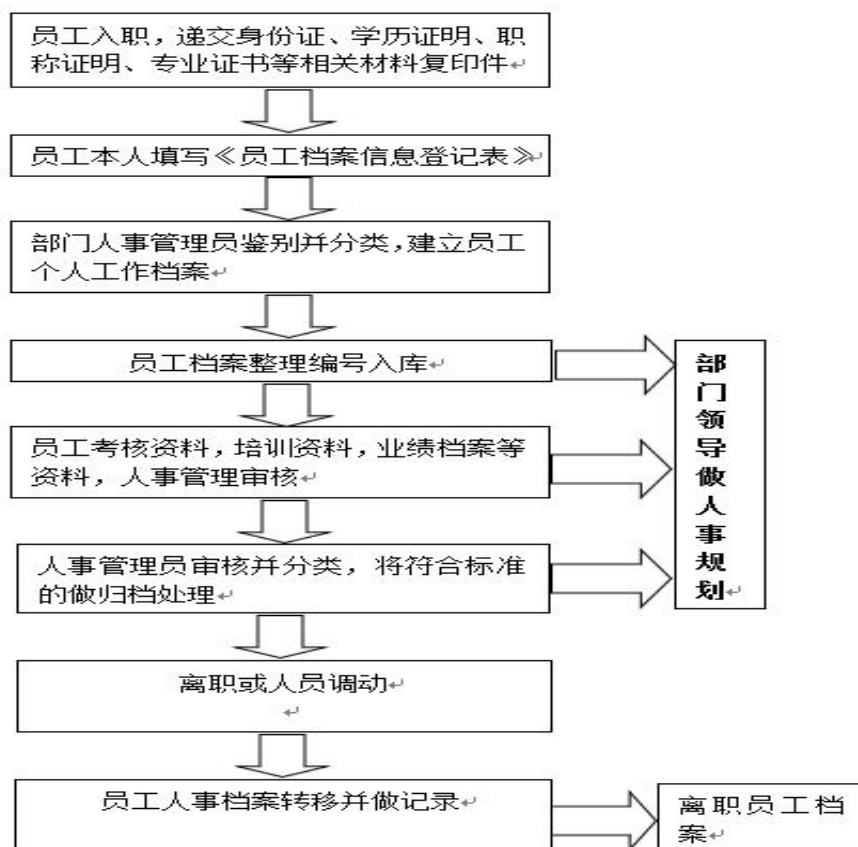 员工入职，递交身份证、学历证明、职
称证明、专业证书等相关材料复印件
员工本人填写《员工档案信息登记表》
部门人事管理员鉴别并分类，建立员工
个人工作档案
员工档案整理编号入库
员工考核资料，培训资料，业绩档案等
资料，人事管理审核
人事管理员审核并分类，将符合标准
的做归档处理
部门领导做人事规划
离职或人员调动
员工人事档案转移并做记录
离职员工档
案